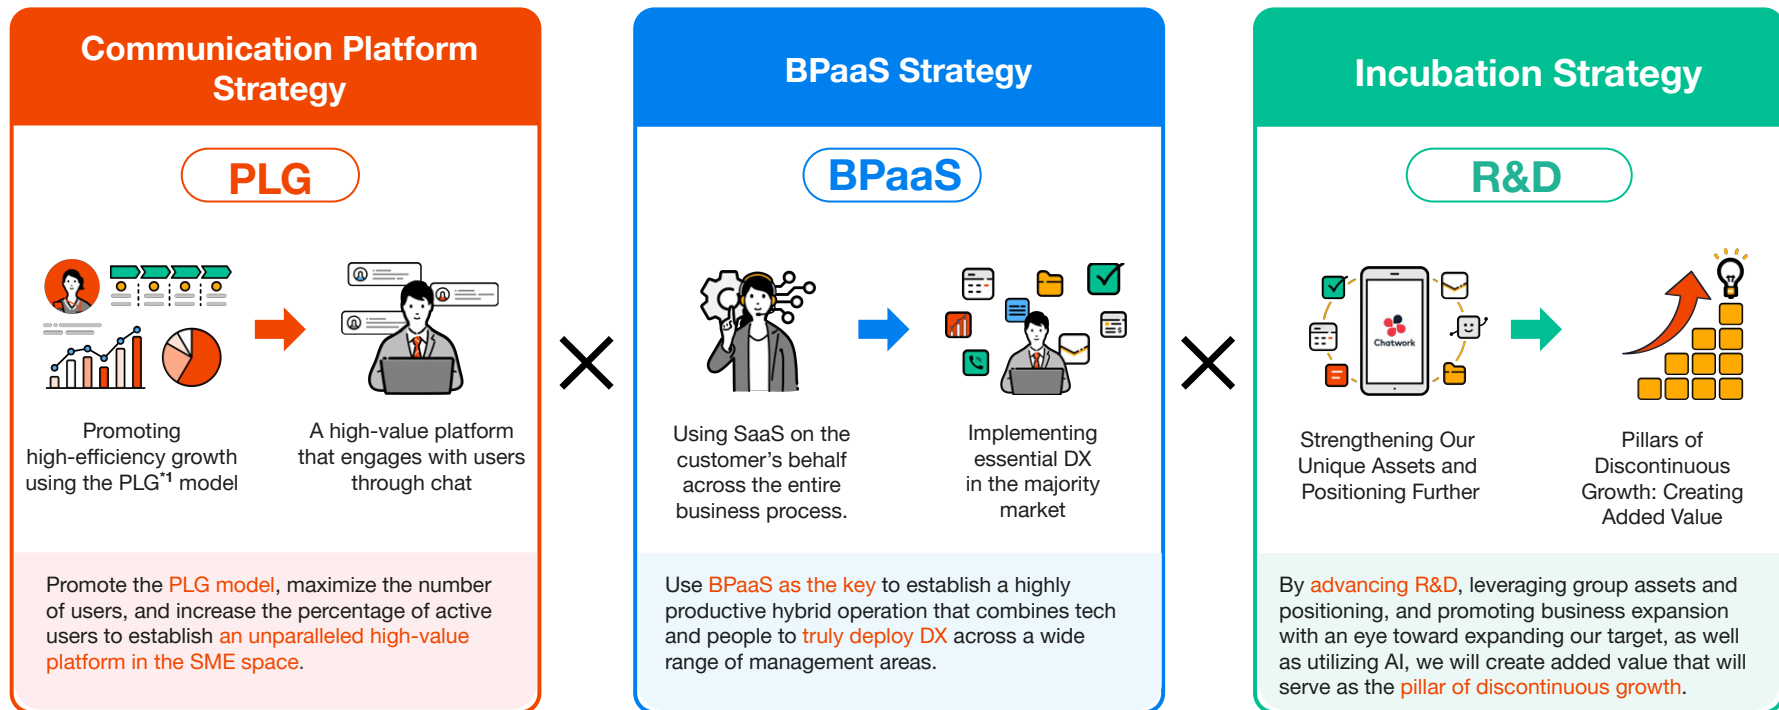 Communication Platform
Strategy
PLG
Promoting
high-efficiency growth
using the PLG*1 model
A high-value platform
that engages with users
through chat
Promote the PLG model, maximize the number
of users, and increase the percentage of active
users to establish an unparalleled high-value
platform in the SME space.
BPaaS Strategy
BPaaS
Using SaaS on the
customer’s behalf
across the entire
business process.
Implementing
essential DX
in the majority
market
Use BPaaS as the key to establish a highly
productive hybrid operation that combines tech
and people to truly deploy DX across a wide
range of management areas.
Incubation Strategy
R&D
Chatwork
Strengthening Our
Unique Assets and
Positioning Further
Pillars of
Discontinuous
Growth: Creating
Added Value
By advancing R&D, leveraging group assets and
positioning, and promoting business expansion
with an eye toward expanding our target, as well
as utilizing AI, we will create added value that will
serve as the pillar of discontinuous growth.